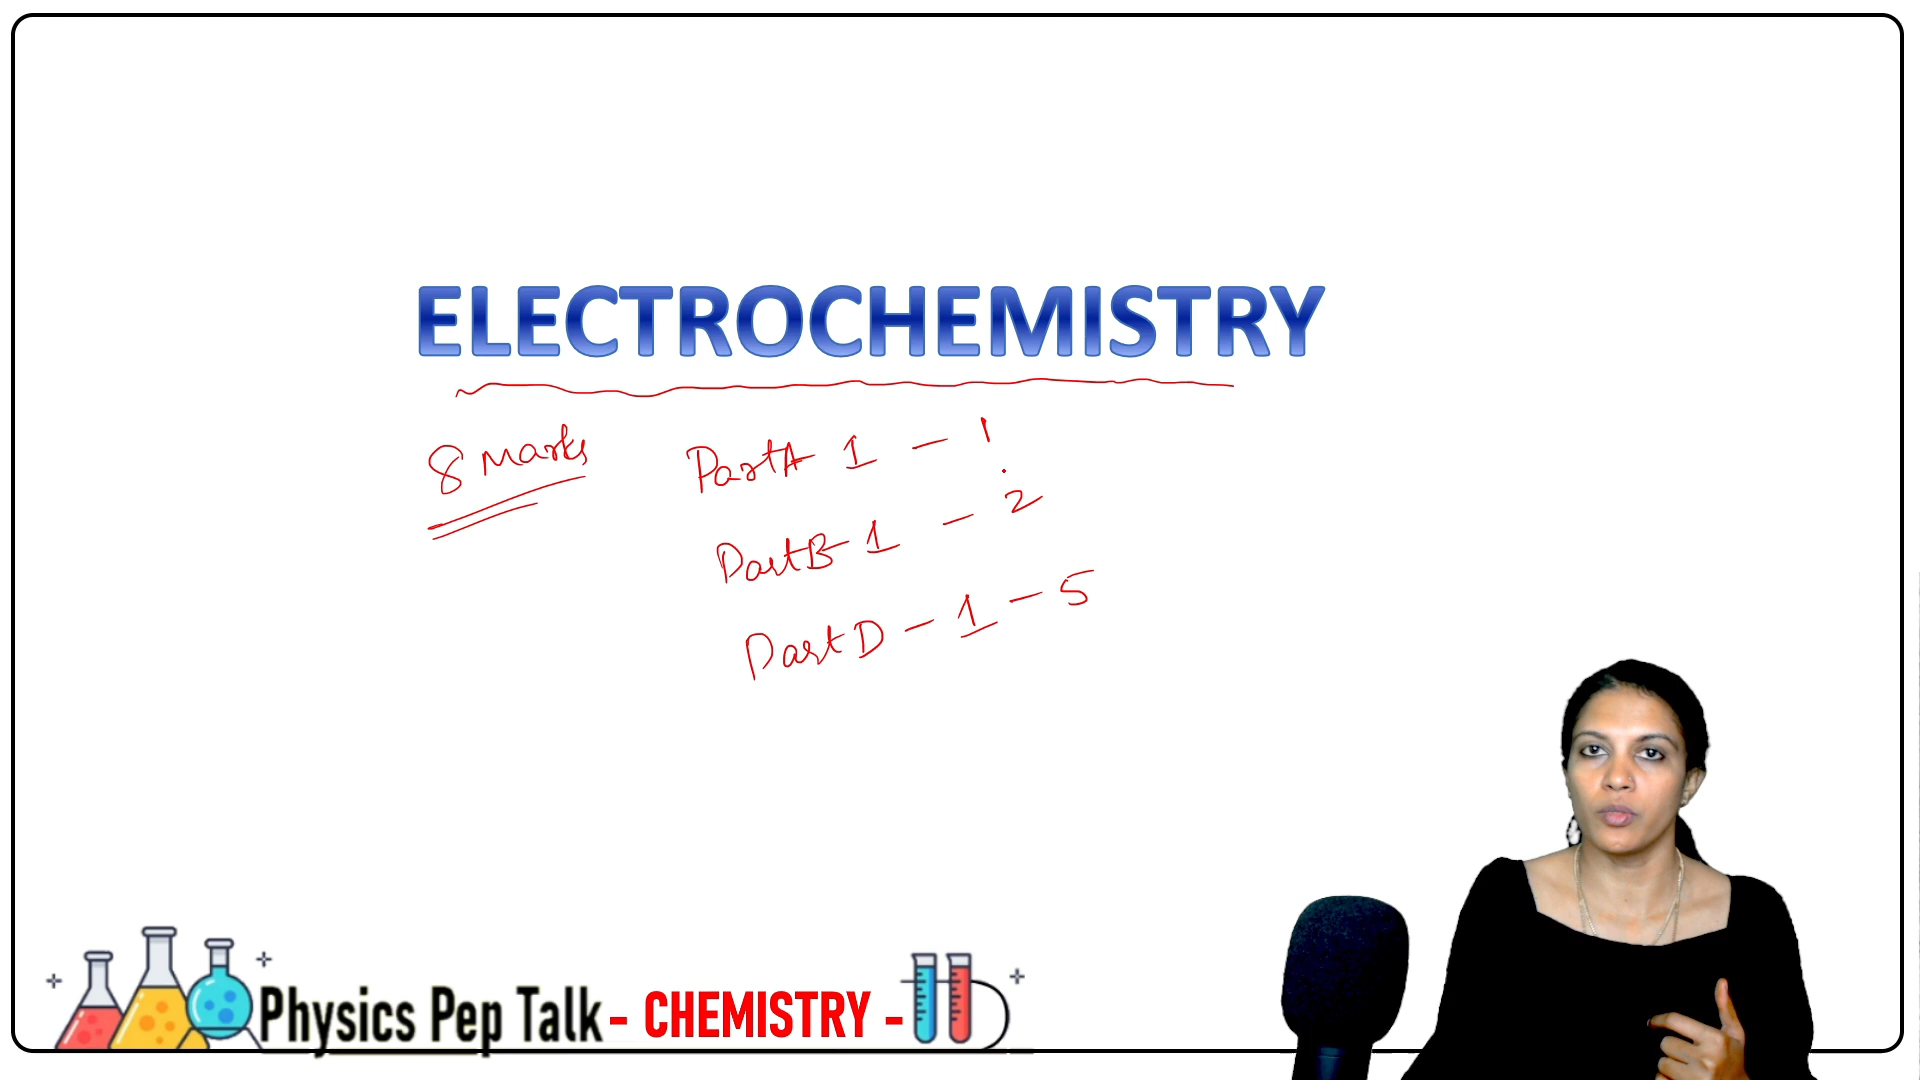 ELECTROCHEMISTRY
8 Marks
Part A 1 - 1
Part B - 1 - 2
Part D - 1 - 5
Physics Pep Talk - CHEMISTRY -